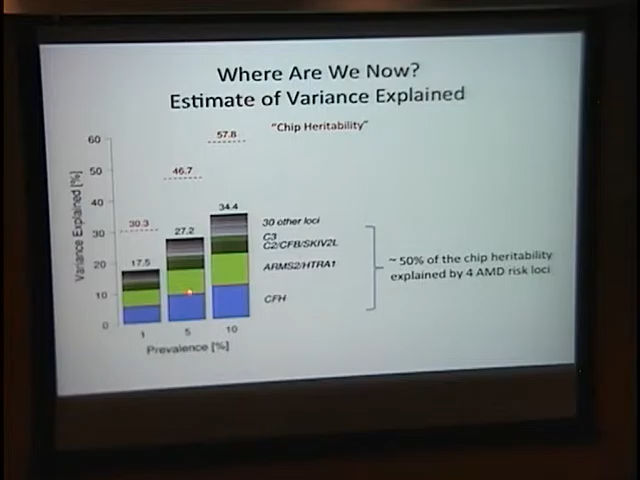 Where Are We Now?
Estimate of Variance Explained
"Chip Heritability"
60
50
40
30
20
10
0
Variance Explained [%]
57.8
46.7
30.3
34.4
27.2
17.5
30 other loci
C3
C2/CFB/SKIV2L
ARMS2/HTRA1
CFH
~ 50% of the chip heritability
explained by 4 AMD risk loci
1
5
10
Prevalence [%]